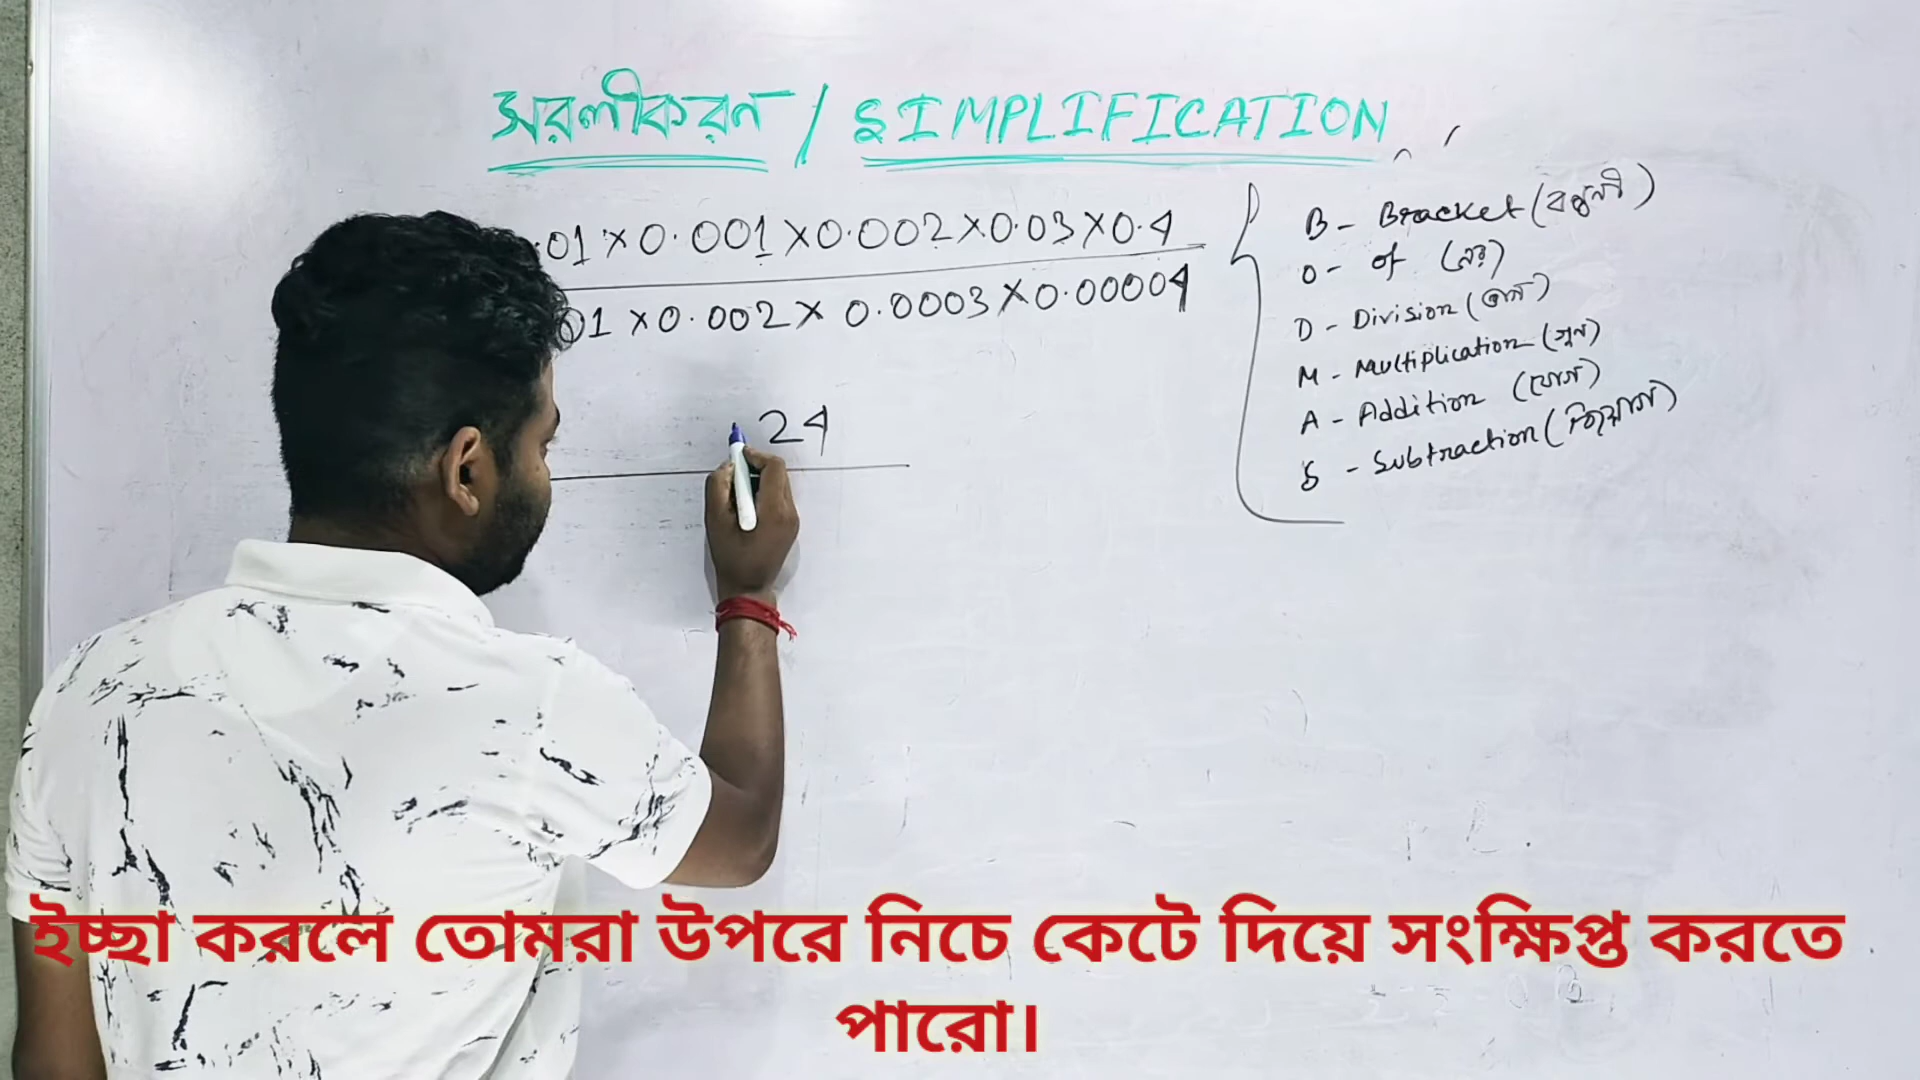 সরলীকরন / SIMPLIFICATION
.01 × 0.001 × 0.002 × 0.03 × 0.4
01 × 0.002 × 0.0003 × 0.00004
24
B - Bracket (বন্ধনী)
O - of (এর)
D - Division (ভাগ)
M - Multiplication (গুন)
A - Addition (যোগ)
S - Subtraction (বিয়োগ)
ইচ্ছা করলে তোমরা উপরে নিচে কেটে দিয়ে সংক্ষিপ্ত করতে
পারো।